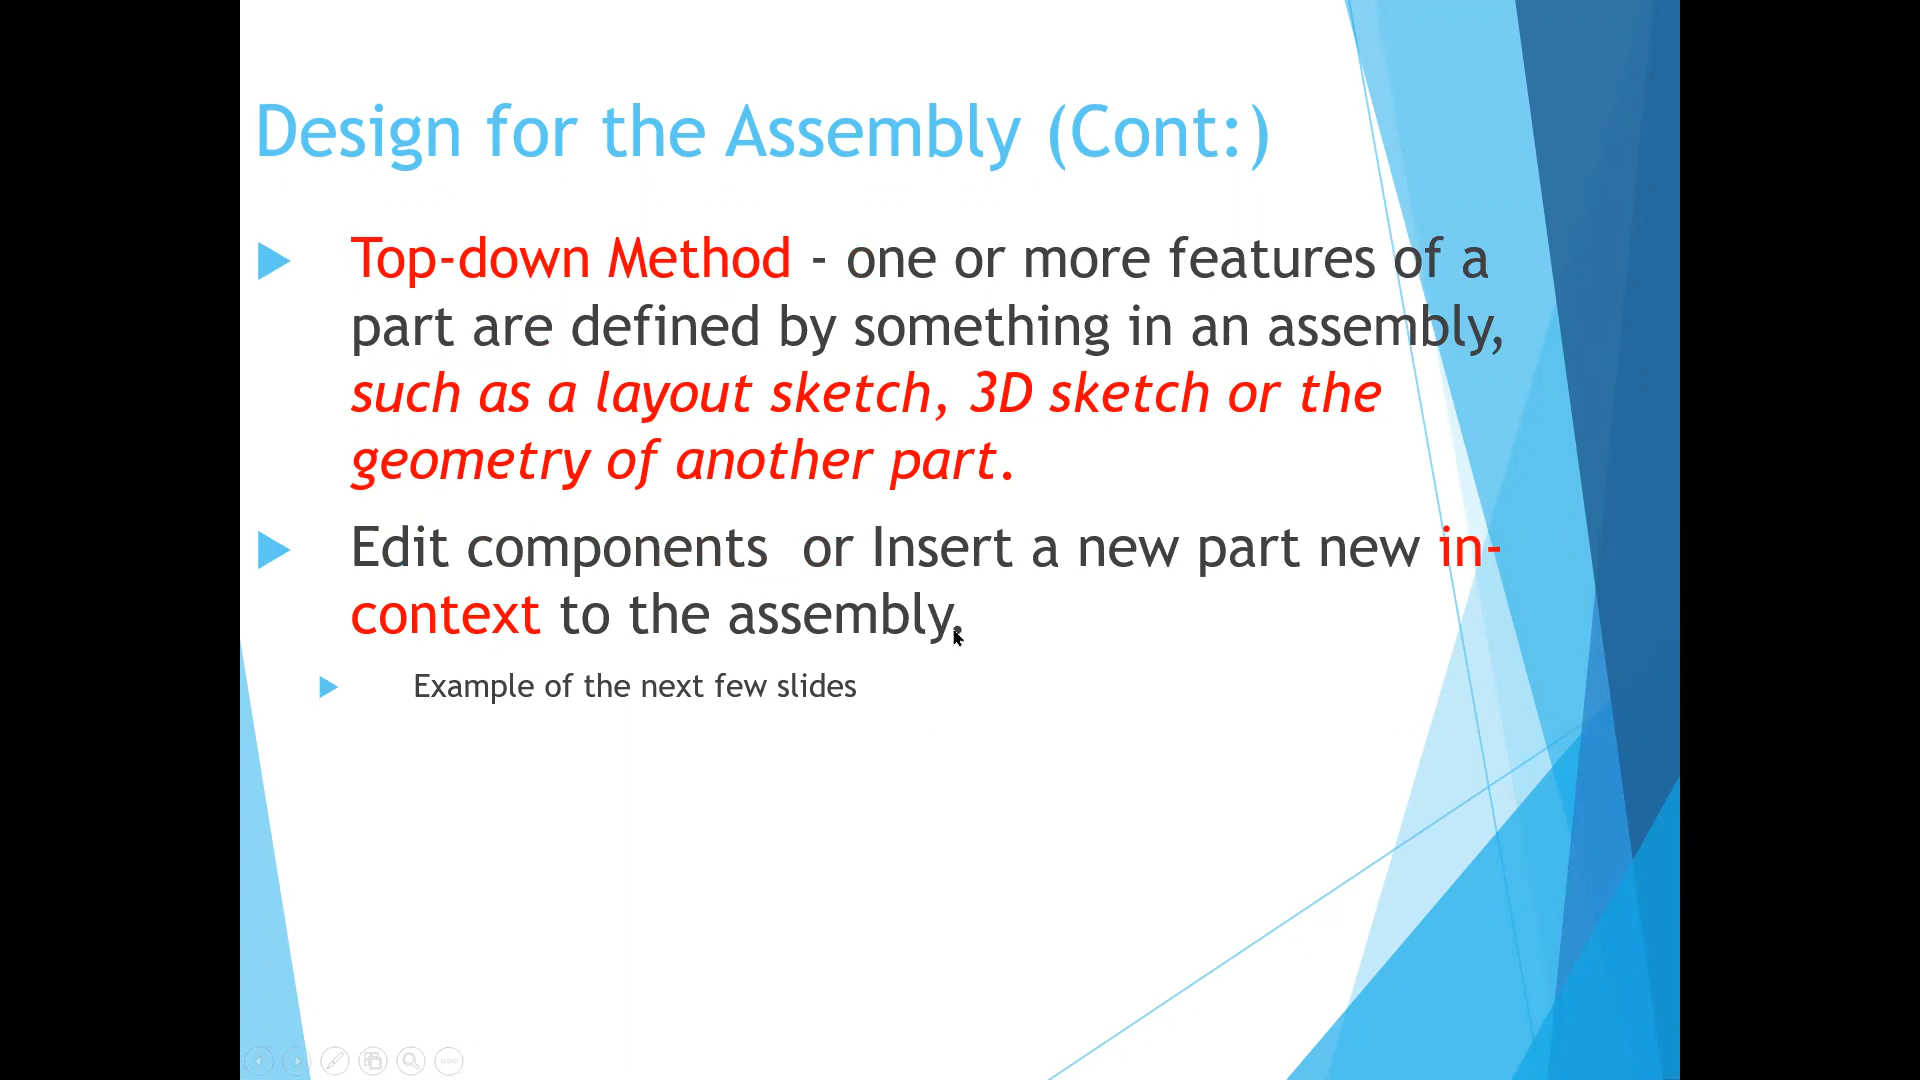 Design for the Assembly (Cont:)
Top-down Method - one or more features of a
part are defined by something in an assembly,
such as a layout sketch, 3D sketch or the
geometry of another part.
Edit components  or Insert a new part new in-
context to the assembly.
Example of the next few slides